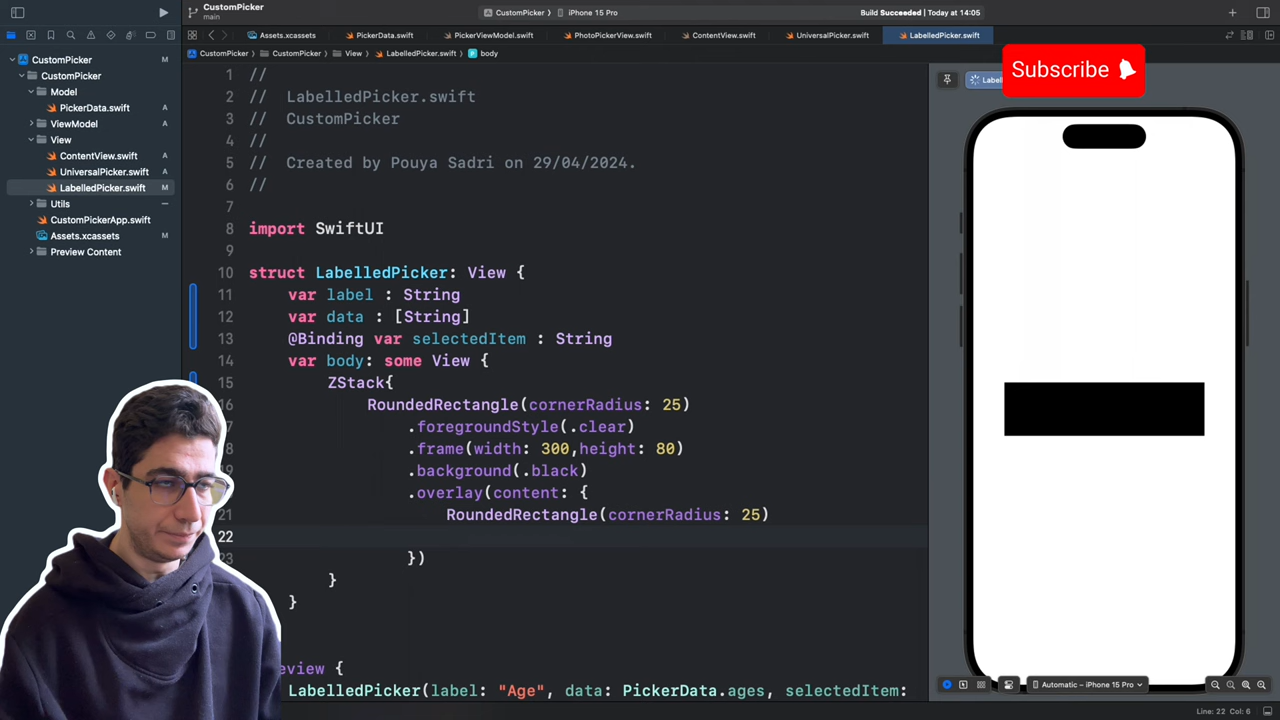 CustomPicker
main
CustomPicker
iPhone 15 Pro
Build Succeeded | Today at 14:05
Assets.xcassets
PickerData.swift
PickerViewModel.swift
PhotoPickerView.swift
ContentView.swift
UniversalPicker.swift
LabelledPicker.swift
CustomPicker
CustomPicker
View
LabelledPicker.swift
body
Subscribe
CustomPicker M
CustomPicker
Model
PickerData.swift A
ViewModel A
View
ContentView.swift A
UniversalPicker.swift A
LabelledPicker.swift M
Utils
CustomPickerApp.swift A
Assets.xcassets M
Preview Content
1 //
2 // LabelledPicker.swift
3 // CustomPicker
4 //
5 // Created by Pouya Sadri on 29/04/2024.
6 //
7
8 import SwiftUI
9
10 struct LabelledPicker: View {
11 var label : String
12 var data : [String]
13 @Binding var selectedItem : String
14 var body: some View {
15 ZStack{
16 RoundedRectangle(cornerRadius: 25)
.foregroundStyle(.clear)
8 .frame(width: 300,height: 80)
.background(.black)
.overlay(content: {
21 RoundedRectangle(cornerRadius: 25)
22
23 })
}
}
LabelledPicker(label: "Age", data: PickerData.ages, selectedItem:
Automatic – iPhone 15 Pro
Line: 22 Col: 6